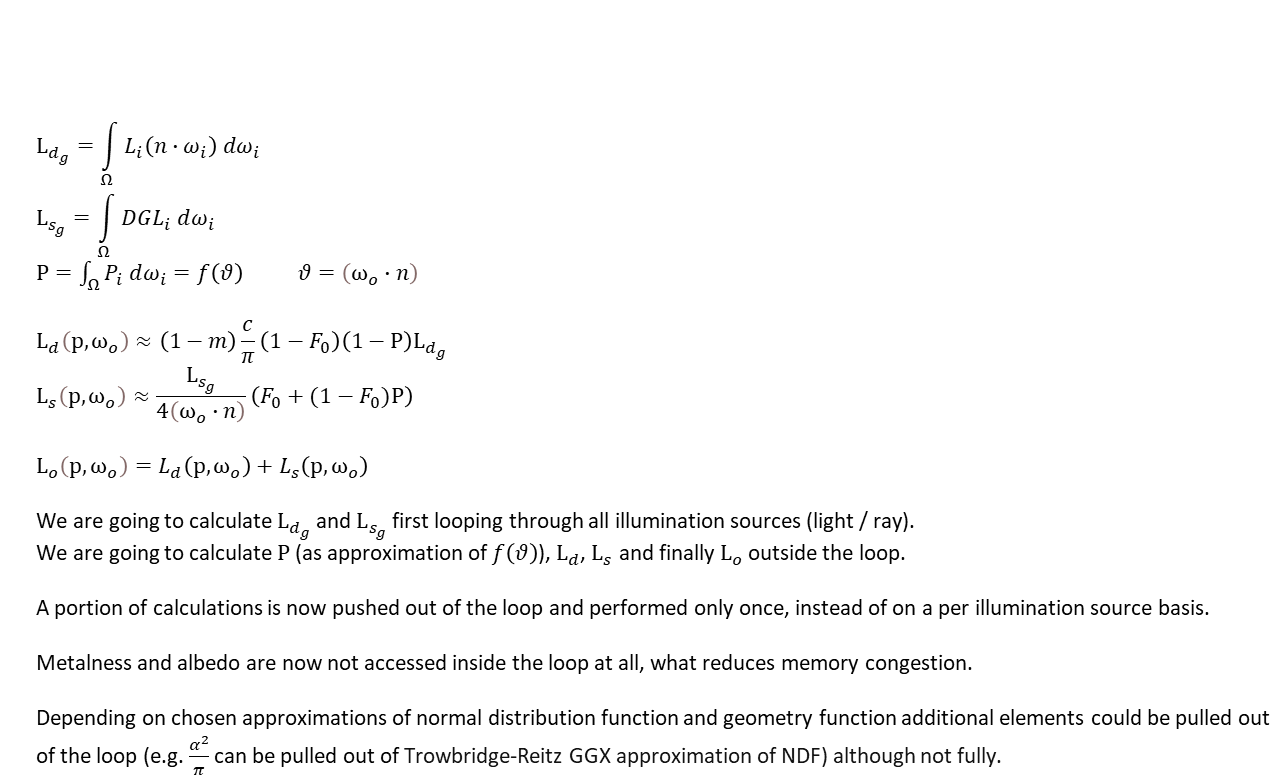 L_{d_g} = ∫_Ω L_i(n · ω_i) dω_i
L_{s_g} = ∫_Ω DGL_i dω_i
P = ∫_Ω P_i dω_i = f(ϑ) ϑ = (ω_o · n)
L_d(p,ω_o) ≈ (1 − m) c/π (1 − F_0)(1 − P)L_{d_g}
L_s(p,ω_o) ≈ L_{s_g}/4(ω_o · n) (F_0 + (1 − F_0)P)
L_o(p,ω_o) = L_d(p,ω_o) + L_s(p,ω_o)
We are going to calculate L_{d_g} and L_{s_g} first looping through all illumination sources (light / ray).
We are going to calculate P (as approximation of f(ϑ)), L_d, L_s and finally L_o outside the loop.
A portion of calculations is now pushed out of the loop and performed only once, instead of on a per illumination source basis.
Metalness and albedo are now not accessed inside the loop at all, what reduces memory congestion.
Depending on chosen approximations of normal distribution function and geometry function additional elements could be pulled out
of the loop (e.g. α²/π can be pulled out of Trowbridge-Reitz GGX approximation of NDF) although not fully.